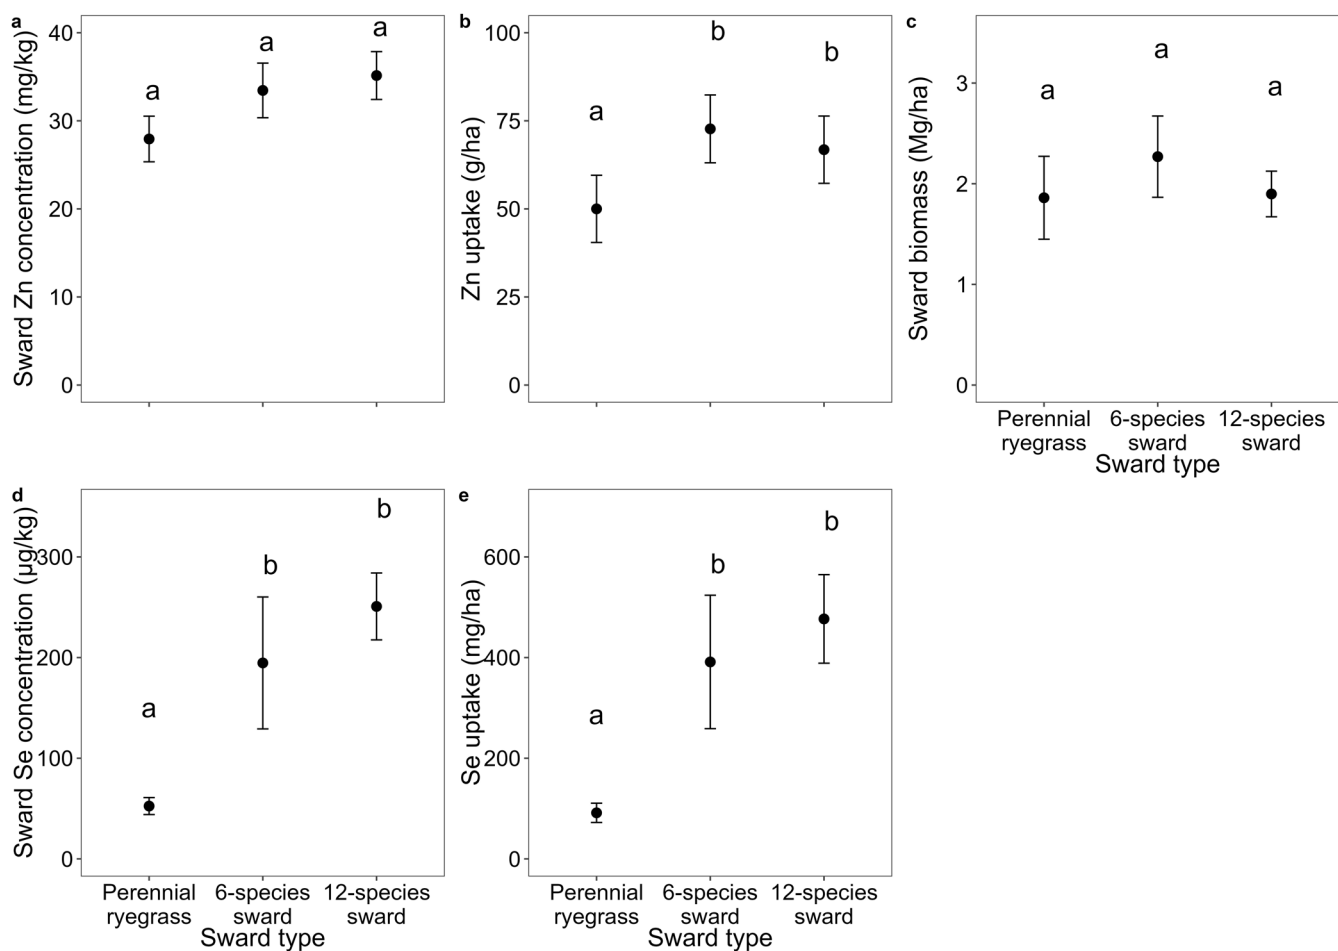 a
Sward Zn concentration (mg/kg)
40
30
20
10
0
a
a
a
b
Zn uptake (g/ha)
100
75
50
25
0
a
b
b
c
Sward biomass (Mg/ha)
3
2
1
0
a
a
a
Perennial
ryegrass
6-species
sward
12-species
sward
Sward type
d
Sward Se concentration (µg/kg)
300
200
100
0
a
b
b
Perennial
ryegrass
6-species
sward
12-species
sward
Sward type
e
Se uptake (mg/ha)
600
400
200
0
a
b
b
Perennial
ryegrass
6-species
sward
12-species
sward
Sward type